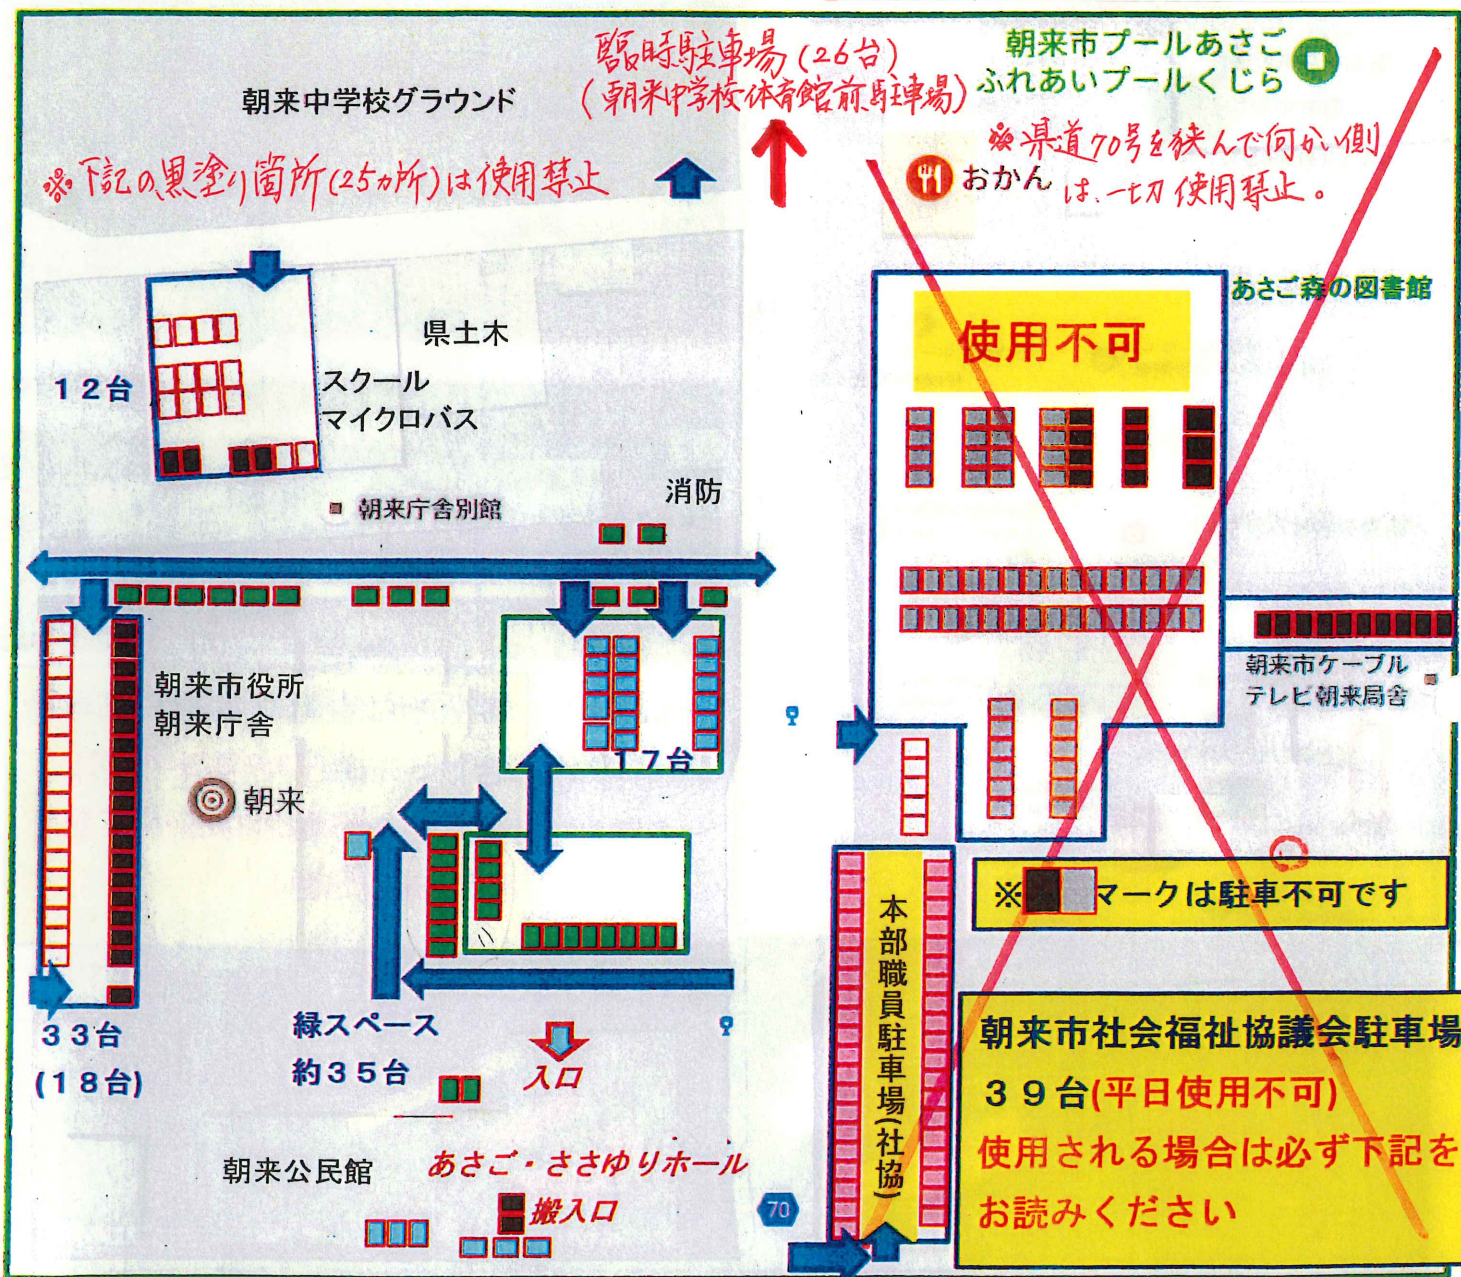 臨時駐車場(26台)
(朝来中学校体育館前駐車場)
朝来市プールあさご
ふれあいプールくじら
朝来中学校グラウンド
※下記の黒塗り箇所(25カ所)は使用禁止
※県道70号を狭んで向かい側
は、一切使用禁止。
おかん
あさご森の図書館
使用不可
県土木
スクール
マイクロバス
12台
消防
朝来庁舎別館
朝来市役所
朝来庁舎
朝来市ケーブル
テレビ朝来局舎
17台
朝来
※マークは駐車不可です
本部職員駐車場(社協)
33台
(18台)
緑スペース
約35台
入口
朝来市社会福祉協議会駐車場
39台(平日使用不可)
使用される場合は必ず下記を
お読みください
朝来公民館
あさご・ささゆりホール
搬入口
70